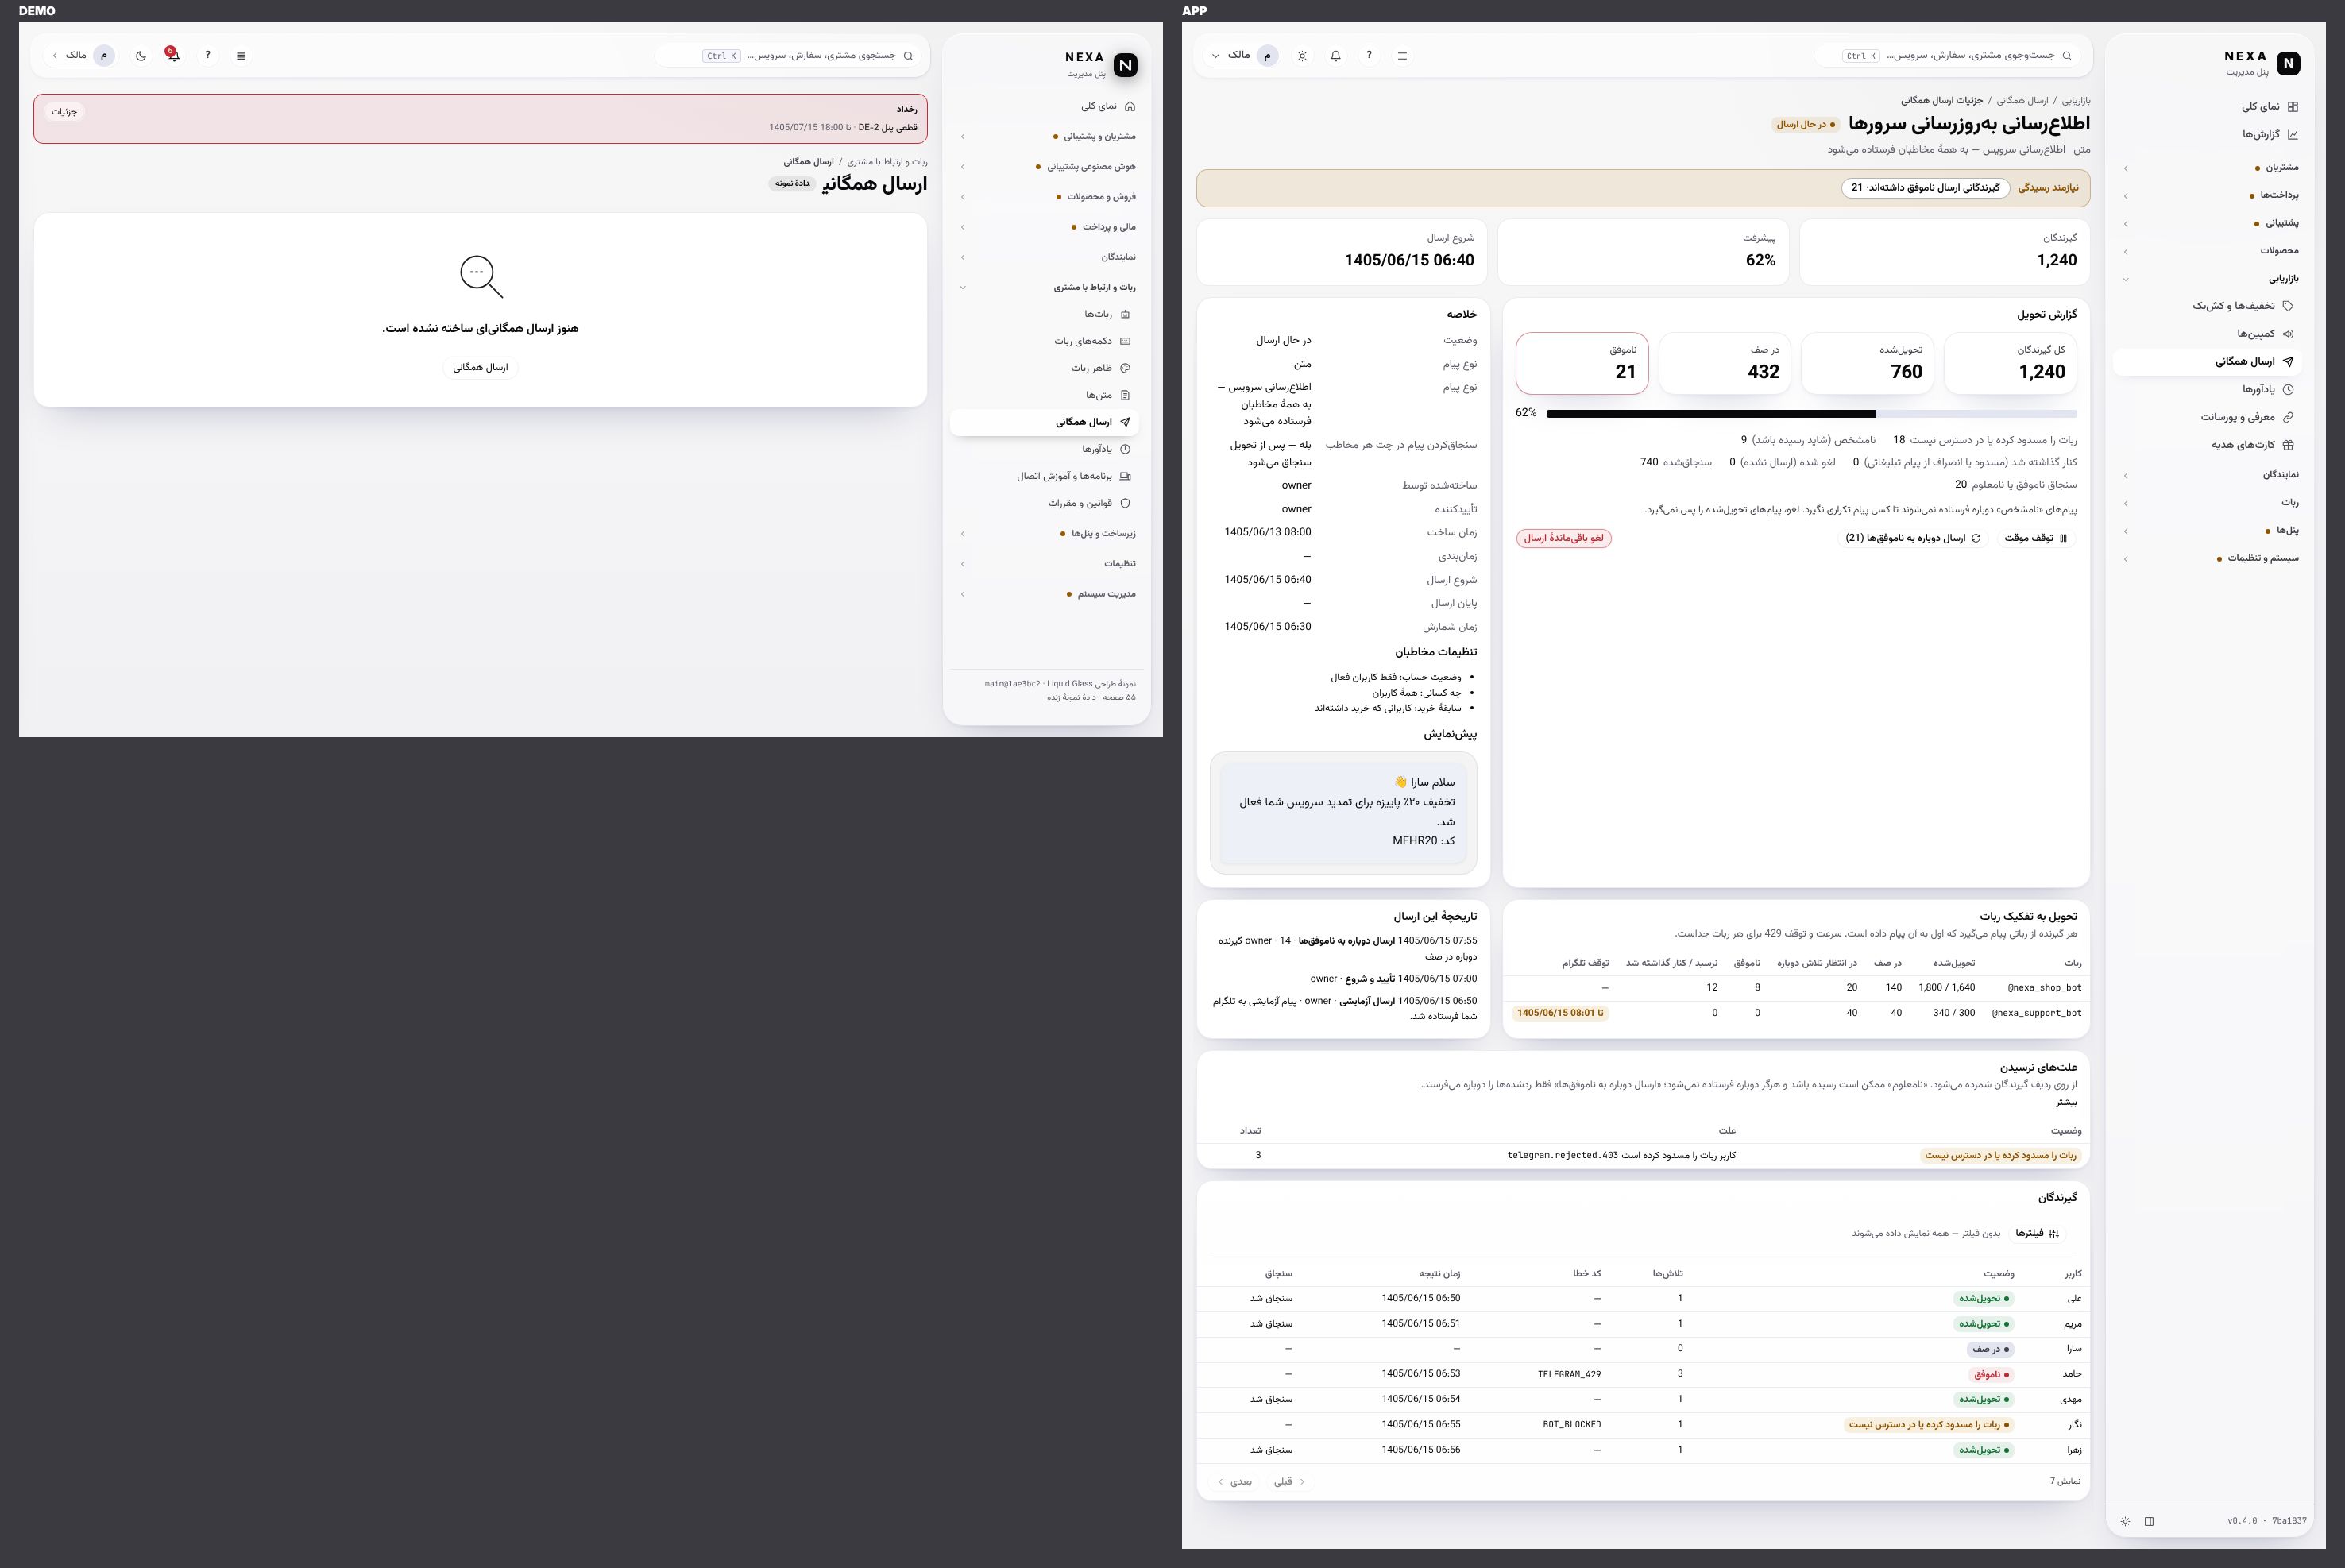 DEMO
NEXA
پنل مدیریت
نمای کلی
مشتریان و پشتیبانی
هوش مصنوعی پشتیبانی
فروش و محصولات
مالی و پرداخت
نمایندگان
ربات و ارتباط با مشتری
ربات‌ها
دکمه‌های ربات
ظاهر ربات
متن‌ها
ارسال همگانی
یادآورها
برنامه‌ها و آموزش اتصال
قوانین و مقررات
زیرساخت و پنل‌ها
تنظیمات
مدیریت سیستم
نمونهٔ طراحی main@1ae3bc2 · Liquid Glass
۵۵ صفحه · دادهٔ نمونهٔ زنده
جستجوی مشتری، سفارش، سرویس... Ctrl K
? 6 م مالک
رخداد
قطعی پنل DE-2 · تا 18:00 1405/07/15
جزئیات
ربات و ارتباط با مشتری / ارسال همگانی
ارسال همگانی دادهٔ نمونه
هنوز ارسال همگانی‌ای ساخته نشده است.
ارسال همگانی
APP
N NEXA
پنل مدیریت
نمای کلی
گزارش‌ها
مشتریان
پرداخت‌ها
پشتیبانی
محصولات
بازاریابی
تخفیف‌ها و کش‌بک
کمپین‌ها
ارسال همگانی
یادآورها
معرفی و پورسانت
کارت‌های هدیه
نمایندگان
ربات
پنل‌ها
سیستم و تنظیمات
v0.4.0 · 7ba1837
جست‌وجوی مشتری، سفارش، سرویس... Ctrl K
? م مالک
بازاریابی / ارسال همگانی / جزئیات ارسال همگانی
اطلاع‌رسانی به‌روزرسانی سرورها در حال ارسال
متن اطلاع‌رسانی سرویس — به همهٔ مخاطبان فرستاده می‌شود
نیازمند رسیدگی گیرندگانی ارسال ناموفق داشته‌اند· 21
گیرندگان
1,240
پیشرفت
62%
شروع ارسال
1405/06/15 06:40
گزارش تحویل
کل گیرندگان
1,240
تحویل‌شده
760
در صف
432
ناموفق
21
62%
ربات را مسدود کرده یا در دسترس نیست 18 نامشخص (شاید رسیده باشد) 9
کنار گذاشته شد (مسدود یا انصراف از پیام تبلیغاتی) 0 لغو شده (ارسال نشده) 0 سنجاق‌شده 740
سنجاق ناموفق یا نامعلوم 20
پیام‌های «نامشخص» دوباره فرستاده نمی‌شوند تا کسی پیام تکراری نگیرد. لغو، پیام‌های تحویل‌شده را پس نمی‌گیرد.
توقف موقت ارسال دوباره به ناموفق‌ها (21) لغو باقی‌ماندهٔ ارسال
خلاصه
وضعیت در حال ارسال
نوع پیام متن
نوع پیام اطلاع‌رسانی سرویس —
به همهٔ مخاطبان
فرستاده می‌شود
سنجاق‌کردن پیام در چت هر مخاطب بله — پس از تحویل
سنجاق می‌شود
ساخته‌شده توسط owner
تأییدکننده owner
زمان ساخت 1405/06/13 08:00
زمان‌بندی —
شروع ارسال 1405/06/15 06:40
پایان ارسال —
زمان شمارش 1405/06/15 06:30
تنظیمات مخاطبان
• وضعیت حساب: فقط کاربران فعال
• چه کسانی: همهٔ کاربران
• سابقهٔ خرید: کاربرانی که خرید داشته‌اند
پیش‌نمایش
سلام سارا 👋
تخفیف ۲۰٪ پاییزه برای تمدید سرویس شما فعال
شد.
کد: MEHR20
تحویل به تفکیک ربات
هر گیرنده از رباتی پیام می‌گیرد که اول به آن پیام داده است. سرعت و توقف 429 برای هر ربات جداست.
ربات تحویل‌شده در صف در انتظار تلاش دوباره ناموفق نرسید / کنار گذاشته شد توقف تلگرام
@nexa_shop_bot 1,800 / 1,640 140 20 8 12 —
@nexa_support_bot 340 / 300 40 40 0 0 تا 08:01 1405/06/15
تاریخچهٔ این ارسال
1405/06/15 07:55 ارسال دوباره به ناموفق‌ها · owner · 14 گیرنده
دوباره در صف
1405/06/15 07:00 تأیید و شروع · owner
1405/06/15 06:50 ارسال آزمایشی · owner · پیام آزمایشی به تلگرام
شما فرستاده شد.
علت‌های نرسیدن
از روی ردیف گیرندگان شمرده می‌شود. «نامعلوم» ممکن است رسیده باشد و هرگز دوباره فرستاده نمی‌شود؛ «ارسال دوباره به ناموفق‌ها» فقط ردشده‌ها را دوباره می‌فرستد.
بیشتر
وضعیت علت تعداد
ربات را مسدود کرده یا در دسترس نیست کاربر ربات را مسدود کرده است telegram.rejected.403 3
گیرندگان
فیلترها بدون فیلتر — همه نمایش داده می‌شوند
کاربر وضعیت تلاش‌ها کد خطا زمان نتیجه سنجاق
علی تحویل‌شده 1 — 1405/06/15 06:50 سنجاق شد
مریم تحویل‌شده 1 — 1405/06/15 06:51 سنجاق شد
سارا در صف 0 — — —
حامد ناموفق 3 TELEGRAM_429 1405/06/15 06:53 —
مهدی تحویل‌شده 1 — 1405/06/15 06:54 سنجاق شد
نگار ربات را مسدود کرده یا در دسترس نیست 1 BOT_BLOCKED 1405/06/15 06:55 —
زهرا تحویل‌شده 1 — 1405/06/15 06:56 سنجاق شد
نمایش 7 قبلی بعدی